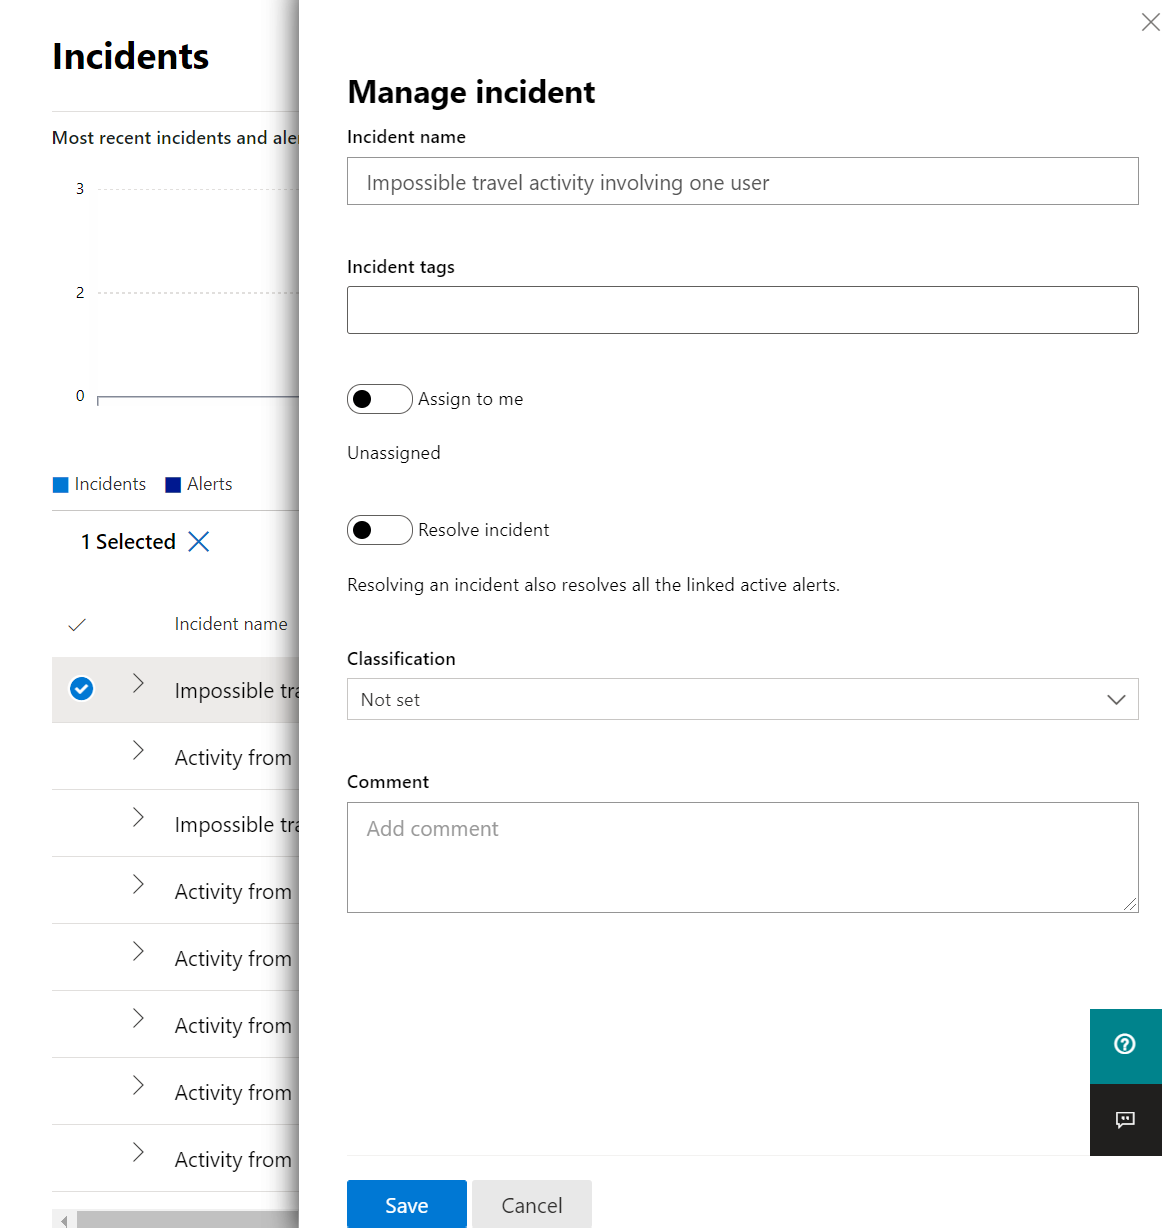 Incidents
Most recent incidents and
3
2
0
Incidents Alerts
1 Selected
Incident name
Impossible
Activity from
Impossible
Activity from
Activity from
Activity from
Activity from
Activity from
Manage incident
Incident name
Impossible travel activity involving one user
Incident tags
Assign to me
Unassigned
Resolve incident
Resolving an incident also resolves all the linked active alerts.
Classification
Not set
Comment
Add comment
Save Cancel